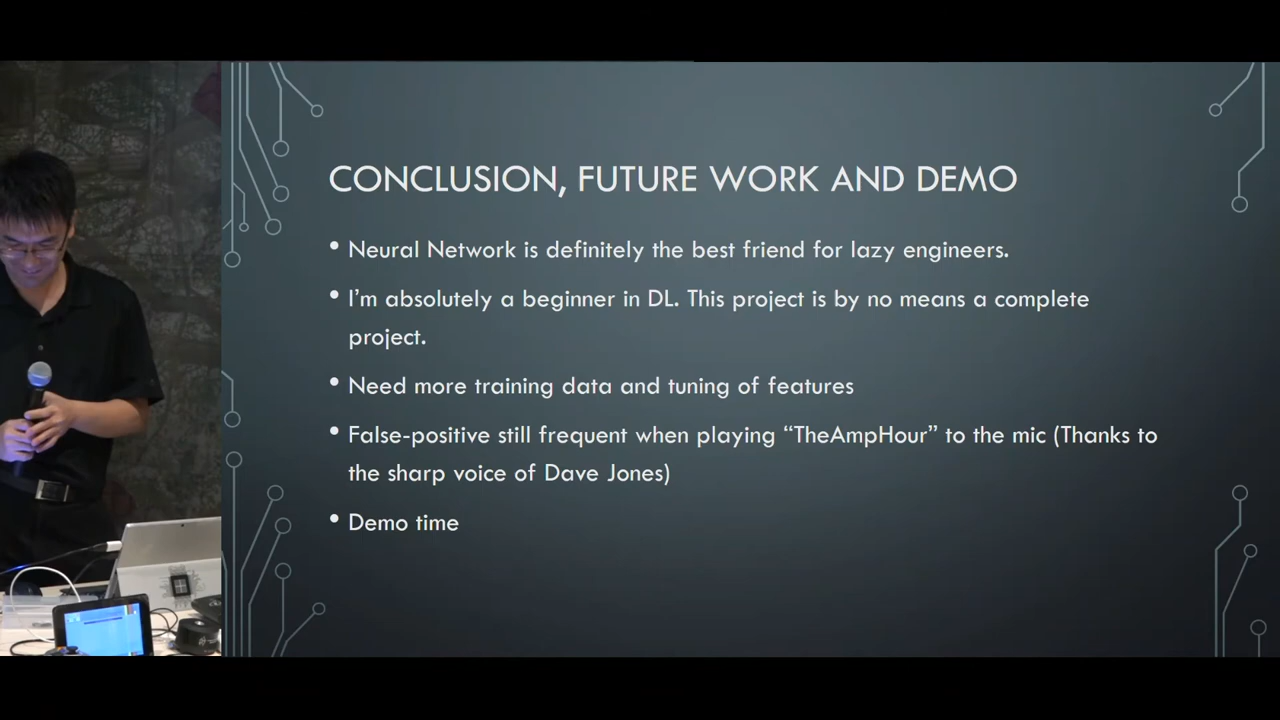 CONCLUSION, FUTURE WORK AND DEMO
• Neural Network is definitely the best friend for lazy engineers.
• I'm absolutely a beginner in DL. This project is by no means a complete
project.
• Need more training data and tuning of features
• False-positive still frequent when playing “TheAmpHour” to the mic (Thanks to
the sharp voice of Dave Jones)
• Demo time